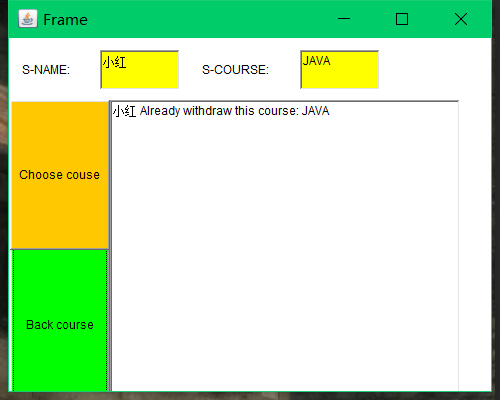 Frame
S-NAME: 小红 S-COURSE: JAVA
小红 Already withdraw this course: JAVA
Choose couse
Back course